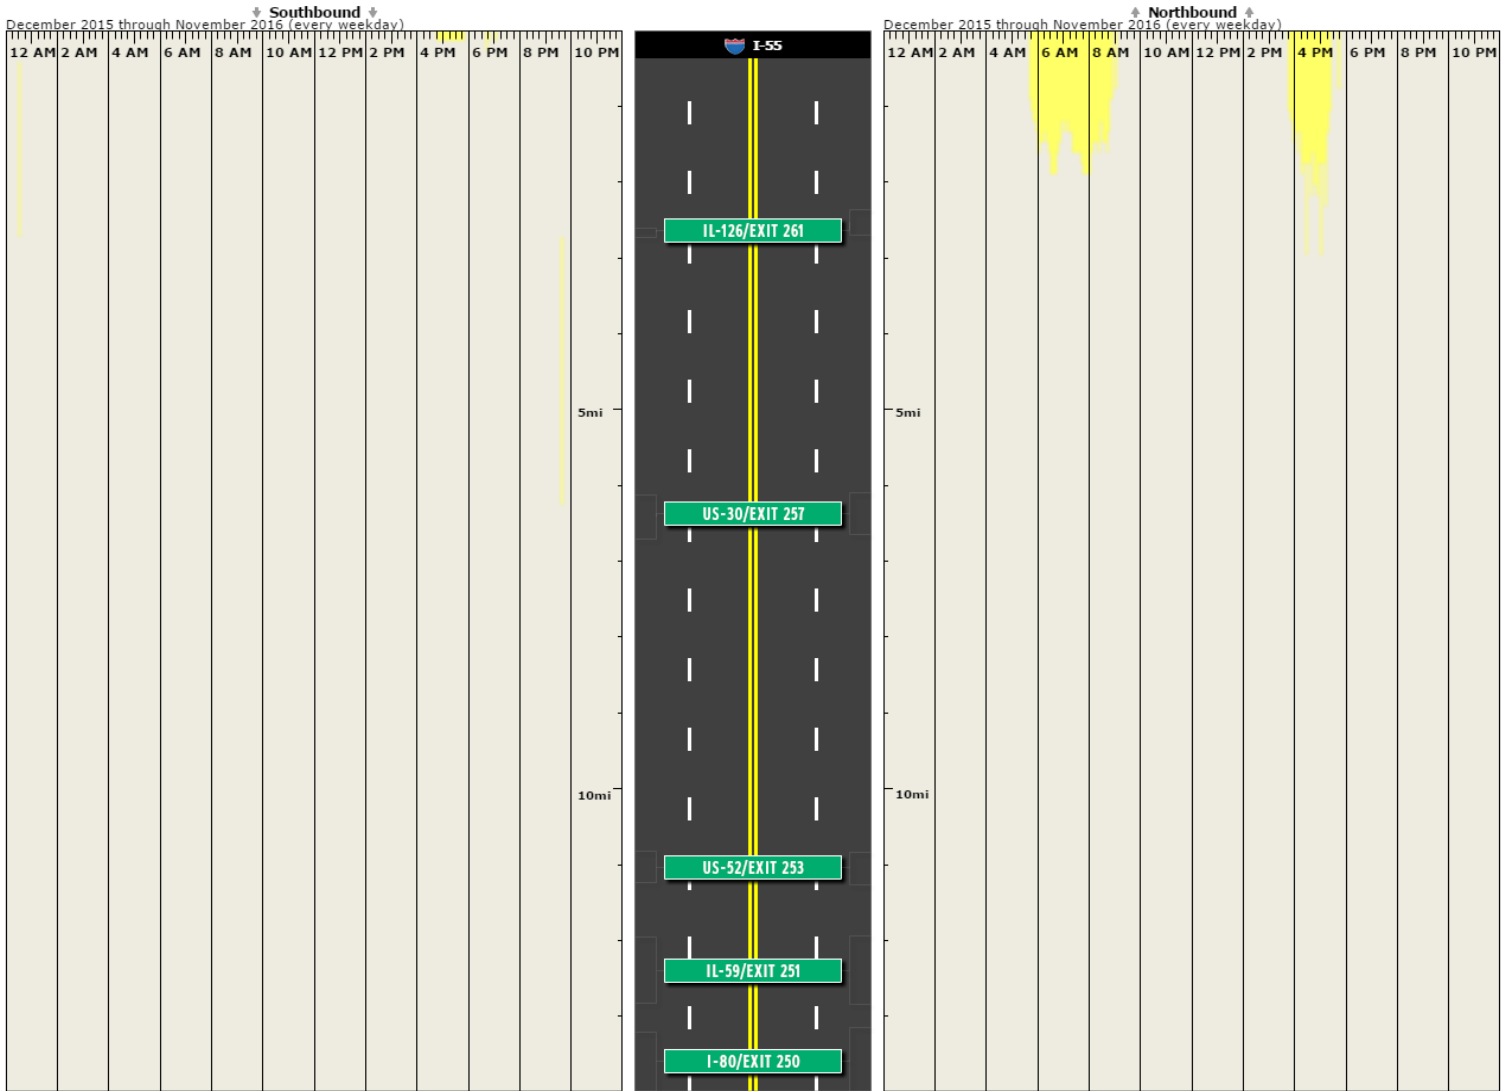 Southbound
December 2015 through November 2016 (every weekday)
12 AM 2 AM 4 AM 6 AM 8 AM 10 AM 12 PM 2 PM 4 PM 6 PM 8 PM 10 PM
I-55
Northbound
December 2015 through November 2016 (every weekday)
12 AM 2 AM 4 AM 6 AM 8 AM 10 AM 12 PM 2 PM 4 PM 6 PM 8 PM 10 PM
IL-126/EXIT 261
5mi
5mi
US-30/EXIT 257
10mi
10mi
US-52/EXIT 253
IL-59/EXIT 251
I-80/EXIT 250